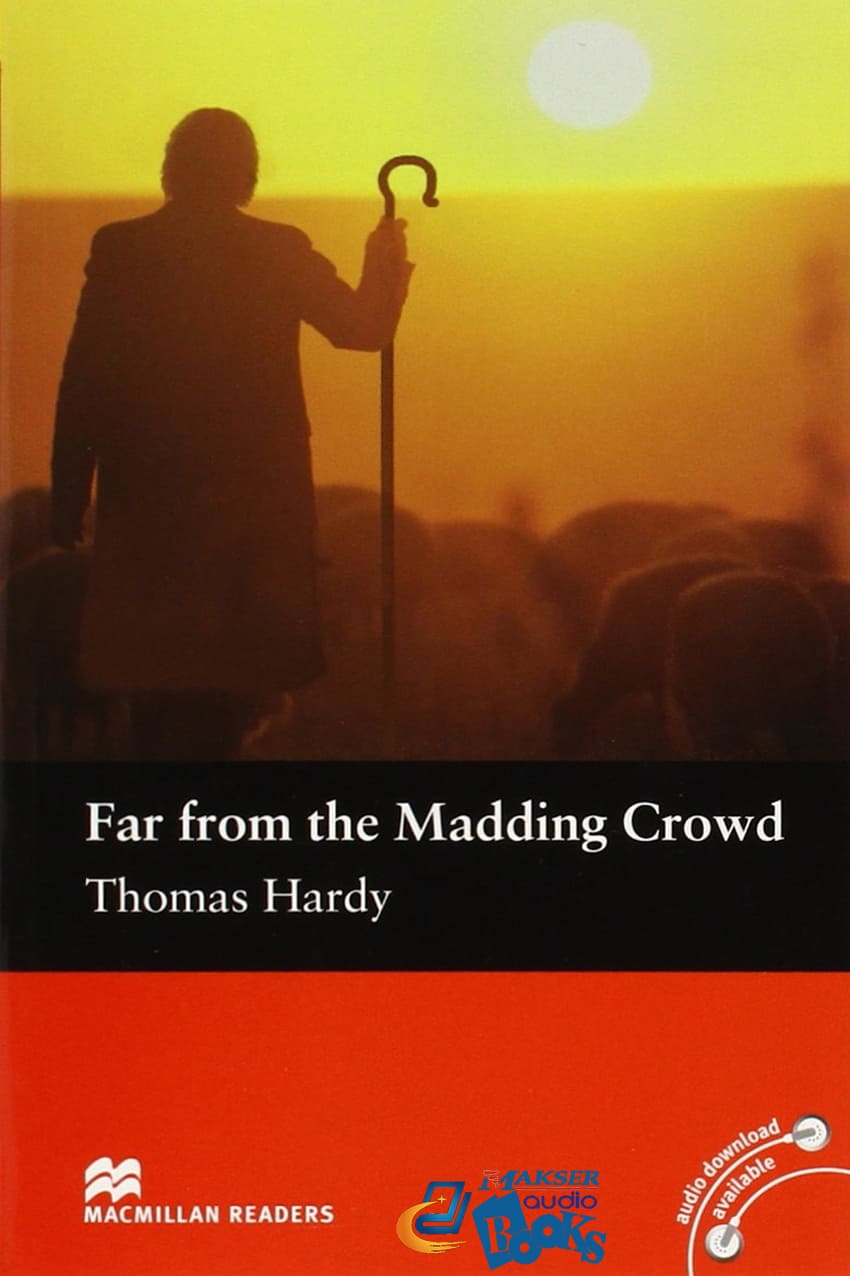 Far from the Madding Crowd
Thomas Hardy
audio download
available
MACMILLAN READERS
MAKSER
audio
BOOKS